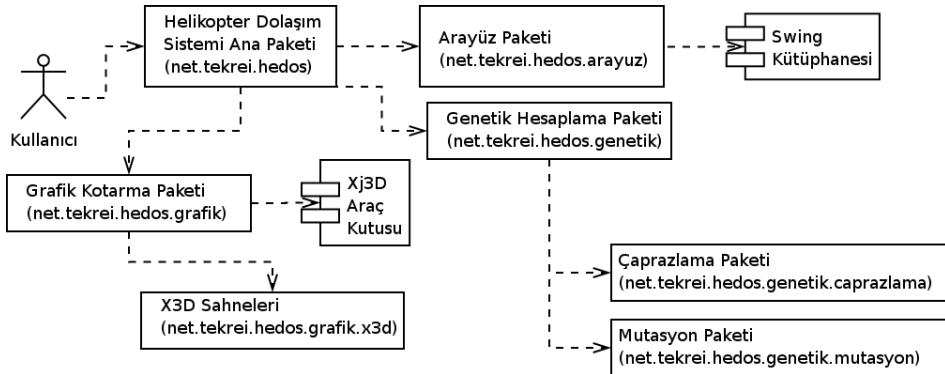 Helikopter Dolaşım
Sistemi Ana Paketi
(net.tekrei.hedos)
Arayüz Paketi
(net.tekrei.hedos.arayuz)
Swing
Kütüphanesi
Kullanıcı
Genetik Hesaplama Paketi
(net.tekrei.hedos.genetik)
Grafik Kotarma Paketi
(net.tekrei.hedos.grafik)
Xj3D
Araç
Kutusu
Çaprazlama Paketi
(net.tekrei.hedos.genetik.caprazlama)
X3D Sahneleri
(net.tekrei.hedos.grafik.x3d)
Mutasyon Paketi
(net.tekrei.hedos.genetik.mutasyon)